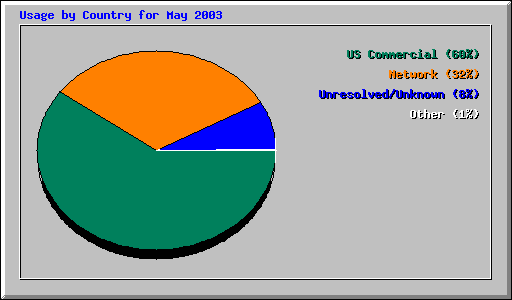 Usage by Country for May 2003
US Commercial (60%)
Network (32%)
Unresolved/Unknown (8%)
Other (1%)